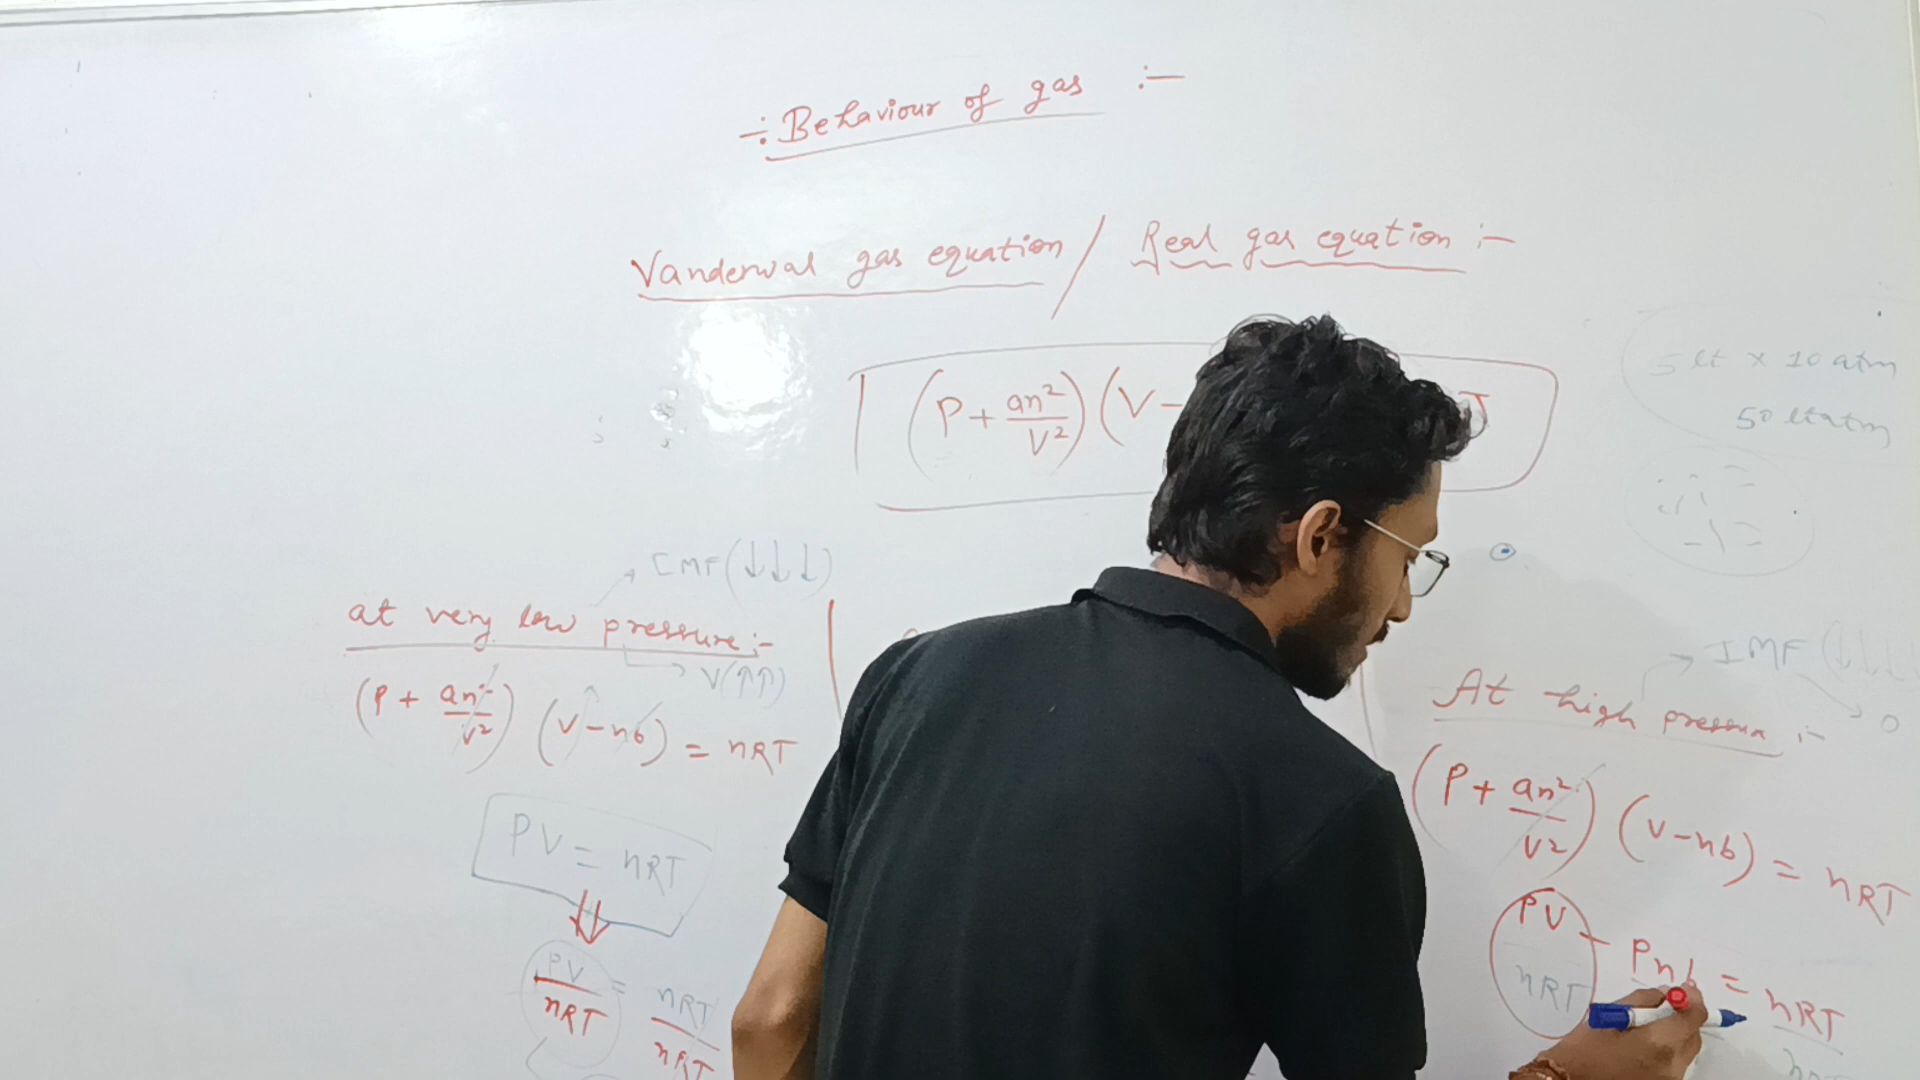 ÷ Behaviour of gas :-
Vanderwal gas equation / Real gas equation :-
(P + an²/V²) (V -
5 lt × 10 atm
50 lt atm
IMF (↓↓↓)
at very low pressure :-
V(↑↑)
(P + an²/V²) (V - nb) = nRT
PV = nRT
⇓
PV/nRT = nRT/nRT
IMF (↓↓↓
At high :-
0
(P + an²/V²) (V - nb) = nRT
PV - Pnb = nRT
nRT